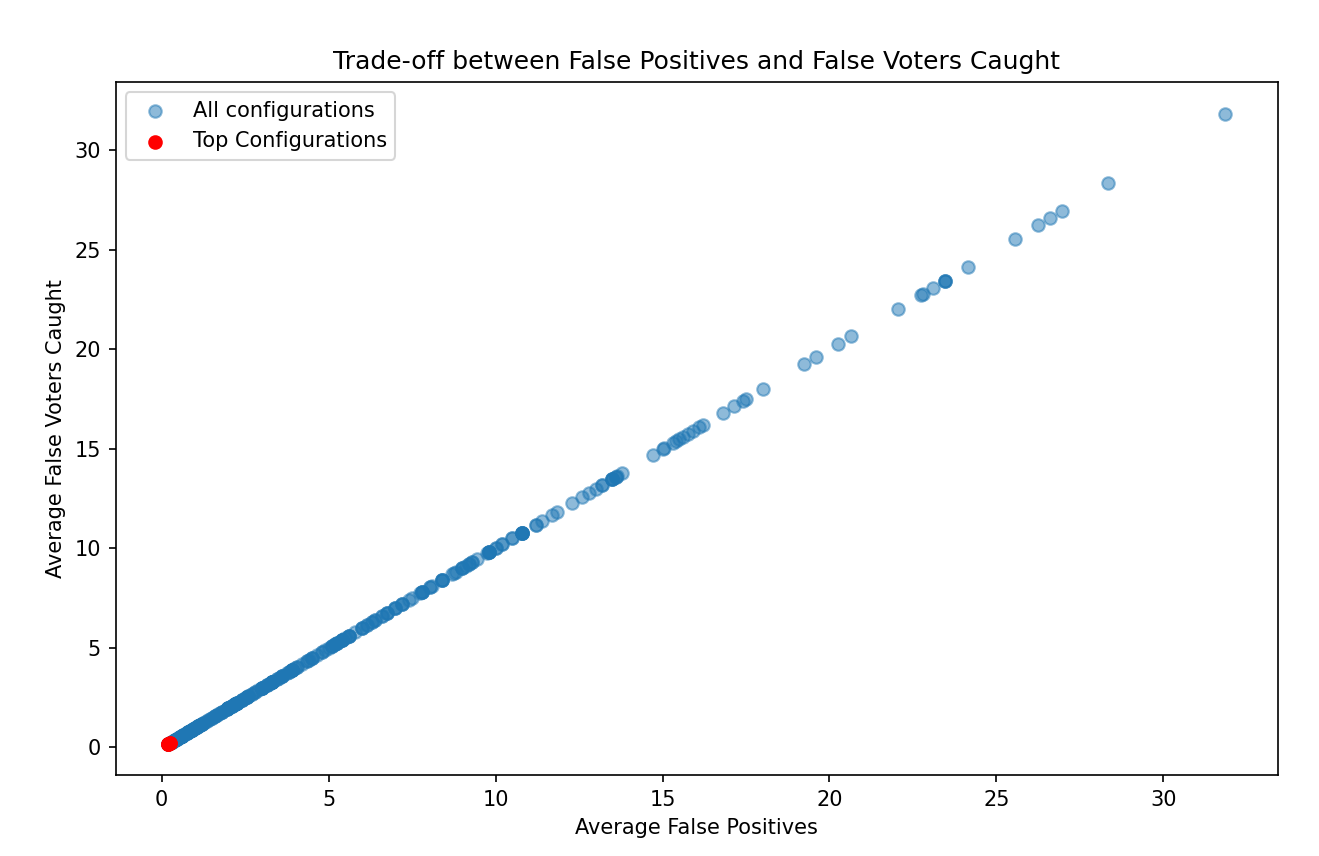 Trade-off between False Positives and False Voters Caught
All configurations
Top Configurations
30
25
20
15
10
5
0
Average False Voters Caught
0 5 10 15 20 25 30
Average False Positives